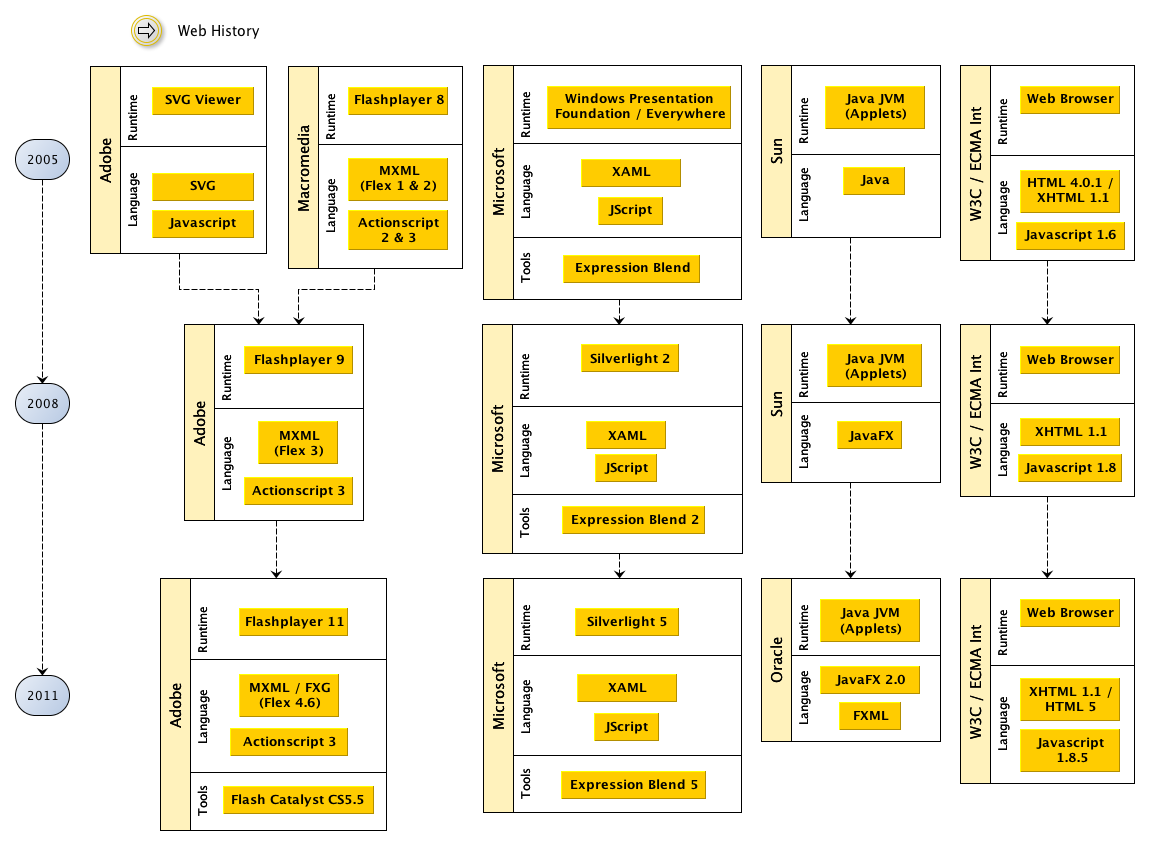 Web History
2005
Adobe
Runtime
SVG Viewer
Language
SVG
Javascript
Macromedia
Runtime
Flashplayer 8
Language
MXML
(Flex 1 & 2)
Actionscript
2 & 3
Microsoft
Runtime
Windows Presentation
Foundation / Everywhere
Language
XAML
JScript
Tools
Expression Blend
Sun
Runtime
Java JVM
(Applets)
Language
Java
W3C / ECMA Int
Runtime
Web Browser
Language
HTML 4.0.1 /
XHTML 1.1
Javascript 1.6
2008
Adobe
Runtime
Flashplayer 9
Language
MXML
(Flex 3)
Actionscript 3
Microsoft
Runtime
Silverlight 2
Language
XAML
JScript
Tools
Expression Blend 2
Sun
Runtime
Java JVM
(Applets)
Language
JavaFX
W3C / ECMA Int
Runtime
Web Browser
Language
XHTML 1.1
Javascript 1.8
2011
Adobe
Runtime
Flashplayer 11
Language
MXML / FXG
(Flex 4.6)
Actionscript 3
Tools
Flash Catalyst CS5.5
Microsoft
Runtime
Silverlight 5
Language
XAML
JScript
Tools
Expression Blend 5
Oracle
Runtime
Java JVM
(Applets)
Language
JavaFX 2.0
FXML
W3C / ECMA Int
Runtime
Web Browser
Language
XHTML 1.1 /
HTML 5
Javascript
1.8.5